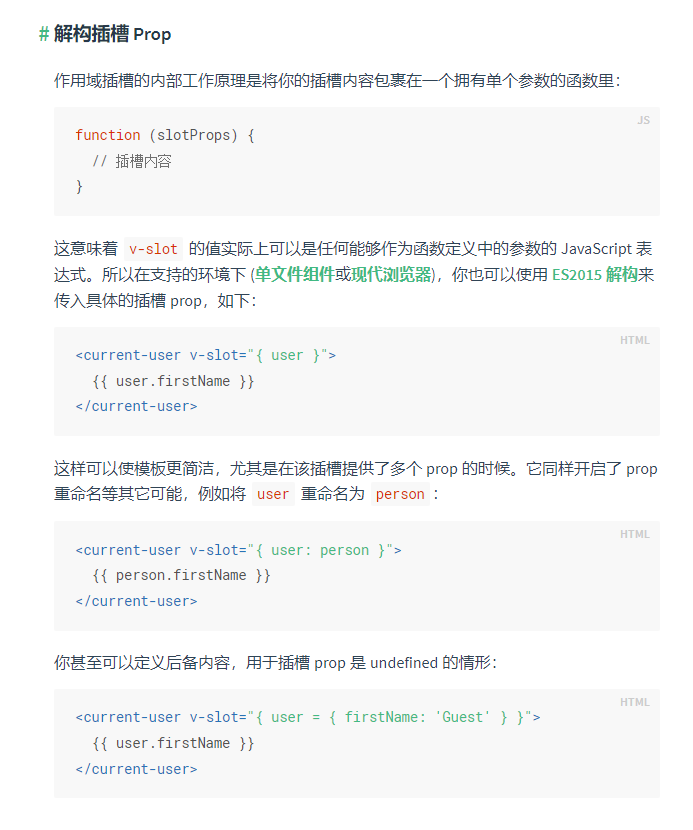 # 解构插槽 Prop
作用域插槽的内部工作原理是将你的插槽内容包裹在一个拥有单个参数的函数里：
JS
function (slotProps) {
  // 插槽内容
}
这意味着 v-slot 的值实际上可以是任何能够作为函数定义中的参数的 JavaScript 表
达式。所以在支持的环境下 (单文件组件或现代浏览器)，你也可以使用 ES2015 解构来
传入具体的插槽 prop，如下：
HTML
<current-user v-slot="{ user }">
  {{ user.firstName }}
</current-user>
这样可以使模板更简洁，尤其是在该插槽提供了多个 prop 的时候。它同样开启了 prop
重命名等其它可能，例如将 user 重命名为 person：
HTML
<current-user v-slot="{ user: person }">
  {{ person.firstName }}
</current-user>
你甚至可以定义后备内容，用于插槽 prop 是 undefined 的情形：
HTML
<current-user v-slot="{ user = { firstName: 'Guest' } }">
  {{ user.firstName }}
</current-user>